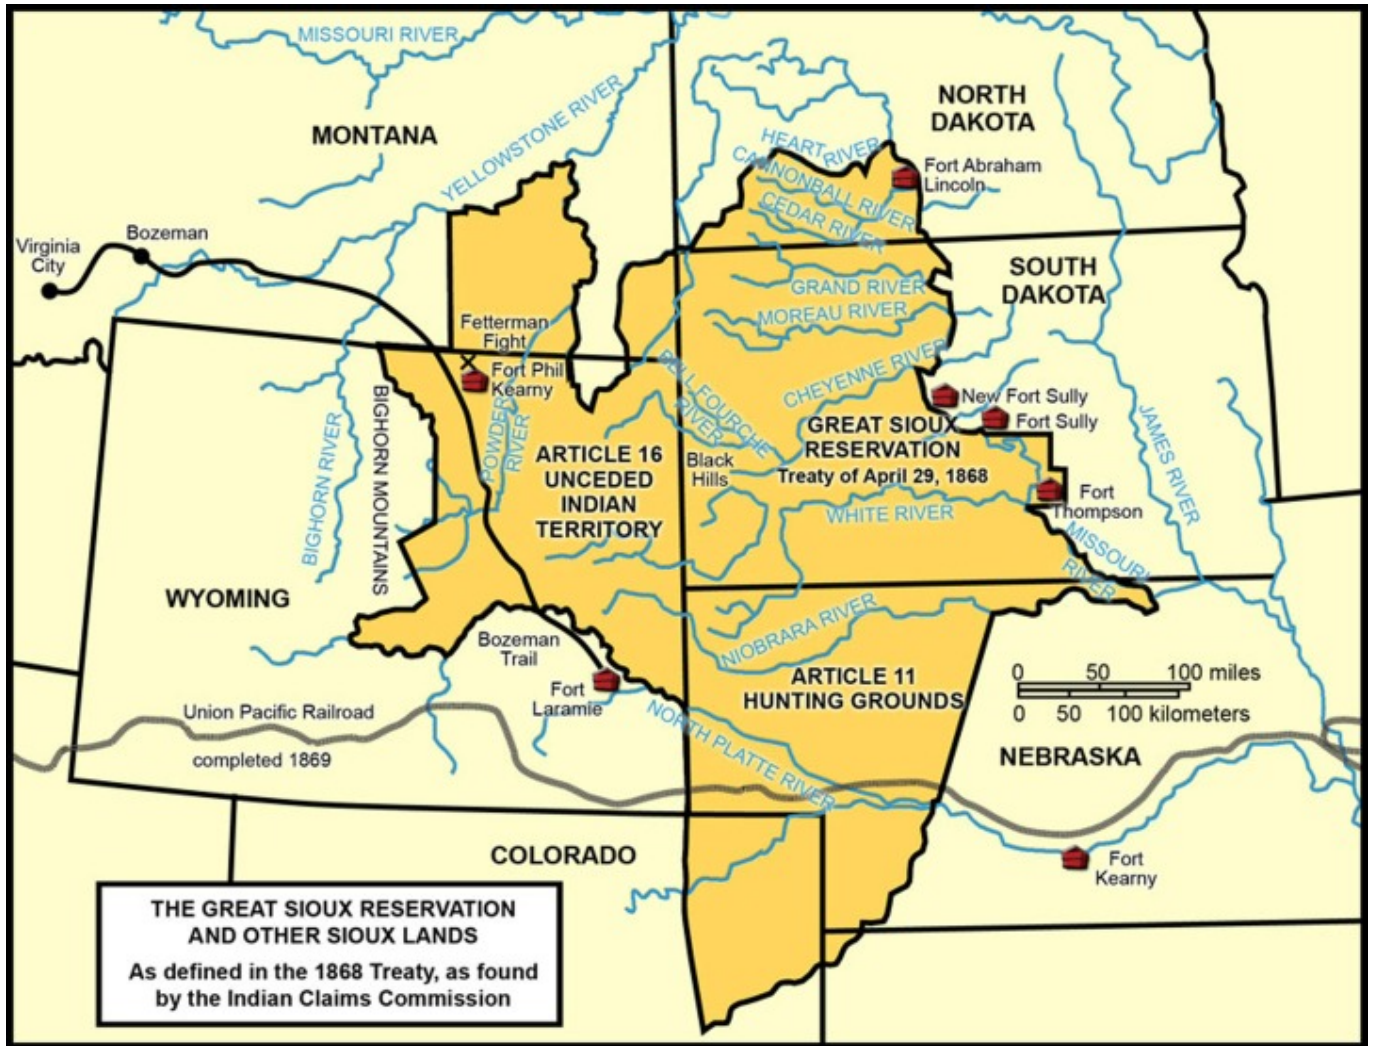 MISSOURI RIVER
MONTANA
YELLOWSTONE RIVER
NORTH
DAKOTA
HEART RIVER
CANNONBALL RIVER
CEDAR RIVER
Fort Abraham
Lincoln
Virginia
City
Bozeman
SOUTH
DAKOTA
GRAND RIVER
MOREAU RIVER
Fetterman
Fight
Fort Phil
Kearny
BELL FOURCHE
RIVER
CHEYENNE RIVER
New Fort Sully
Fort Sully
BIGHORN RIVER
BIGHORN MOUNTAINS
POWDER
RIVER
ARTICLE 16
UNCEDED
INDIAN
TERRITORY
Black
Hills
GREAT SIOUX
RESERVATION
Treaty of April 29, 1868
JAMES RIVER
Fort
Thompson
WHITE RIVER
MISSOURI
RIVER
WYOMING
Bozeman
Trail
Fort
Laramie
NIOBRARA RIVER
ARTICLE 11
HUNTING GROUNDS
0 50 100 miles
0 50 100 kilometers
Union Pacific Railroad
completed 1869
NORTH PLATTE RIVER
NEBRASKA
COLORADO
Fort
Kearny
THE GREAT SIOUX RESERVATION
AND OTHER SIOUX LANDS
As defined in the 1868 Treaty, as found
by the Indian Claims Commission